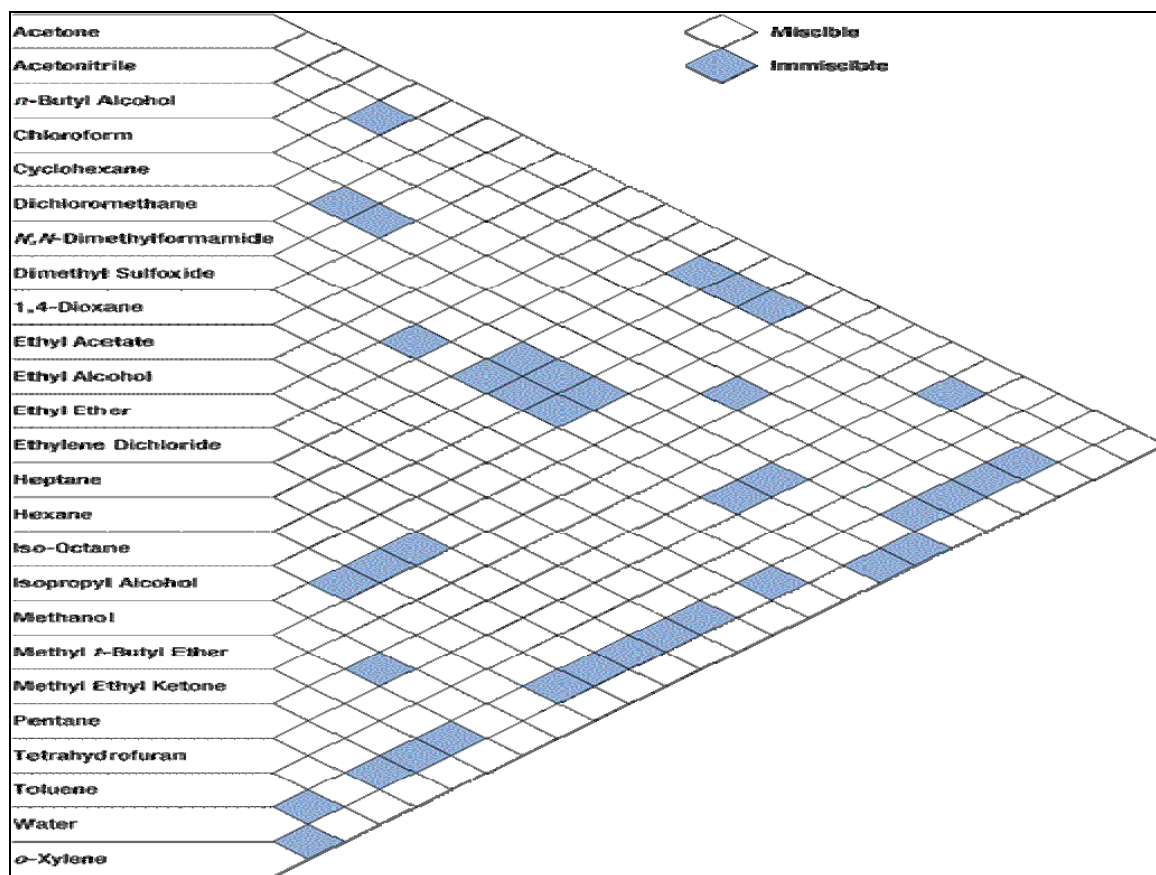 Acetone
Acetonitrile
n-Butyl Alcohol
Chloroform
Cyclohexane
Dichloromethane
N,N-Dimethylformamide
Dimethyl Sulfoxide
1,4-Dioxane
Ethyl Acetate
Ethyl Alcohol
Ethyl Ether
Ethylene Dichloride
Heptane
Hexane
Iso-Octane
Isopropyl Alcohol
Methanol
Methyl t-Butyl Ether
Methyl Ethyl Ketone
Pentane
Tetrahydrofuran
Toluene
Water
o-Xylene
Miscible
Immiscible